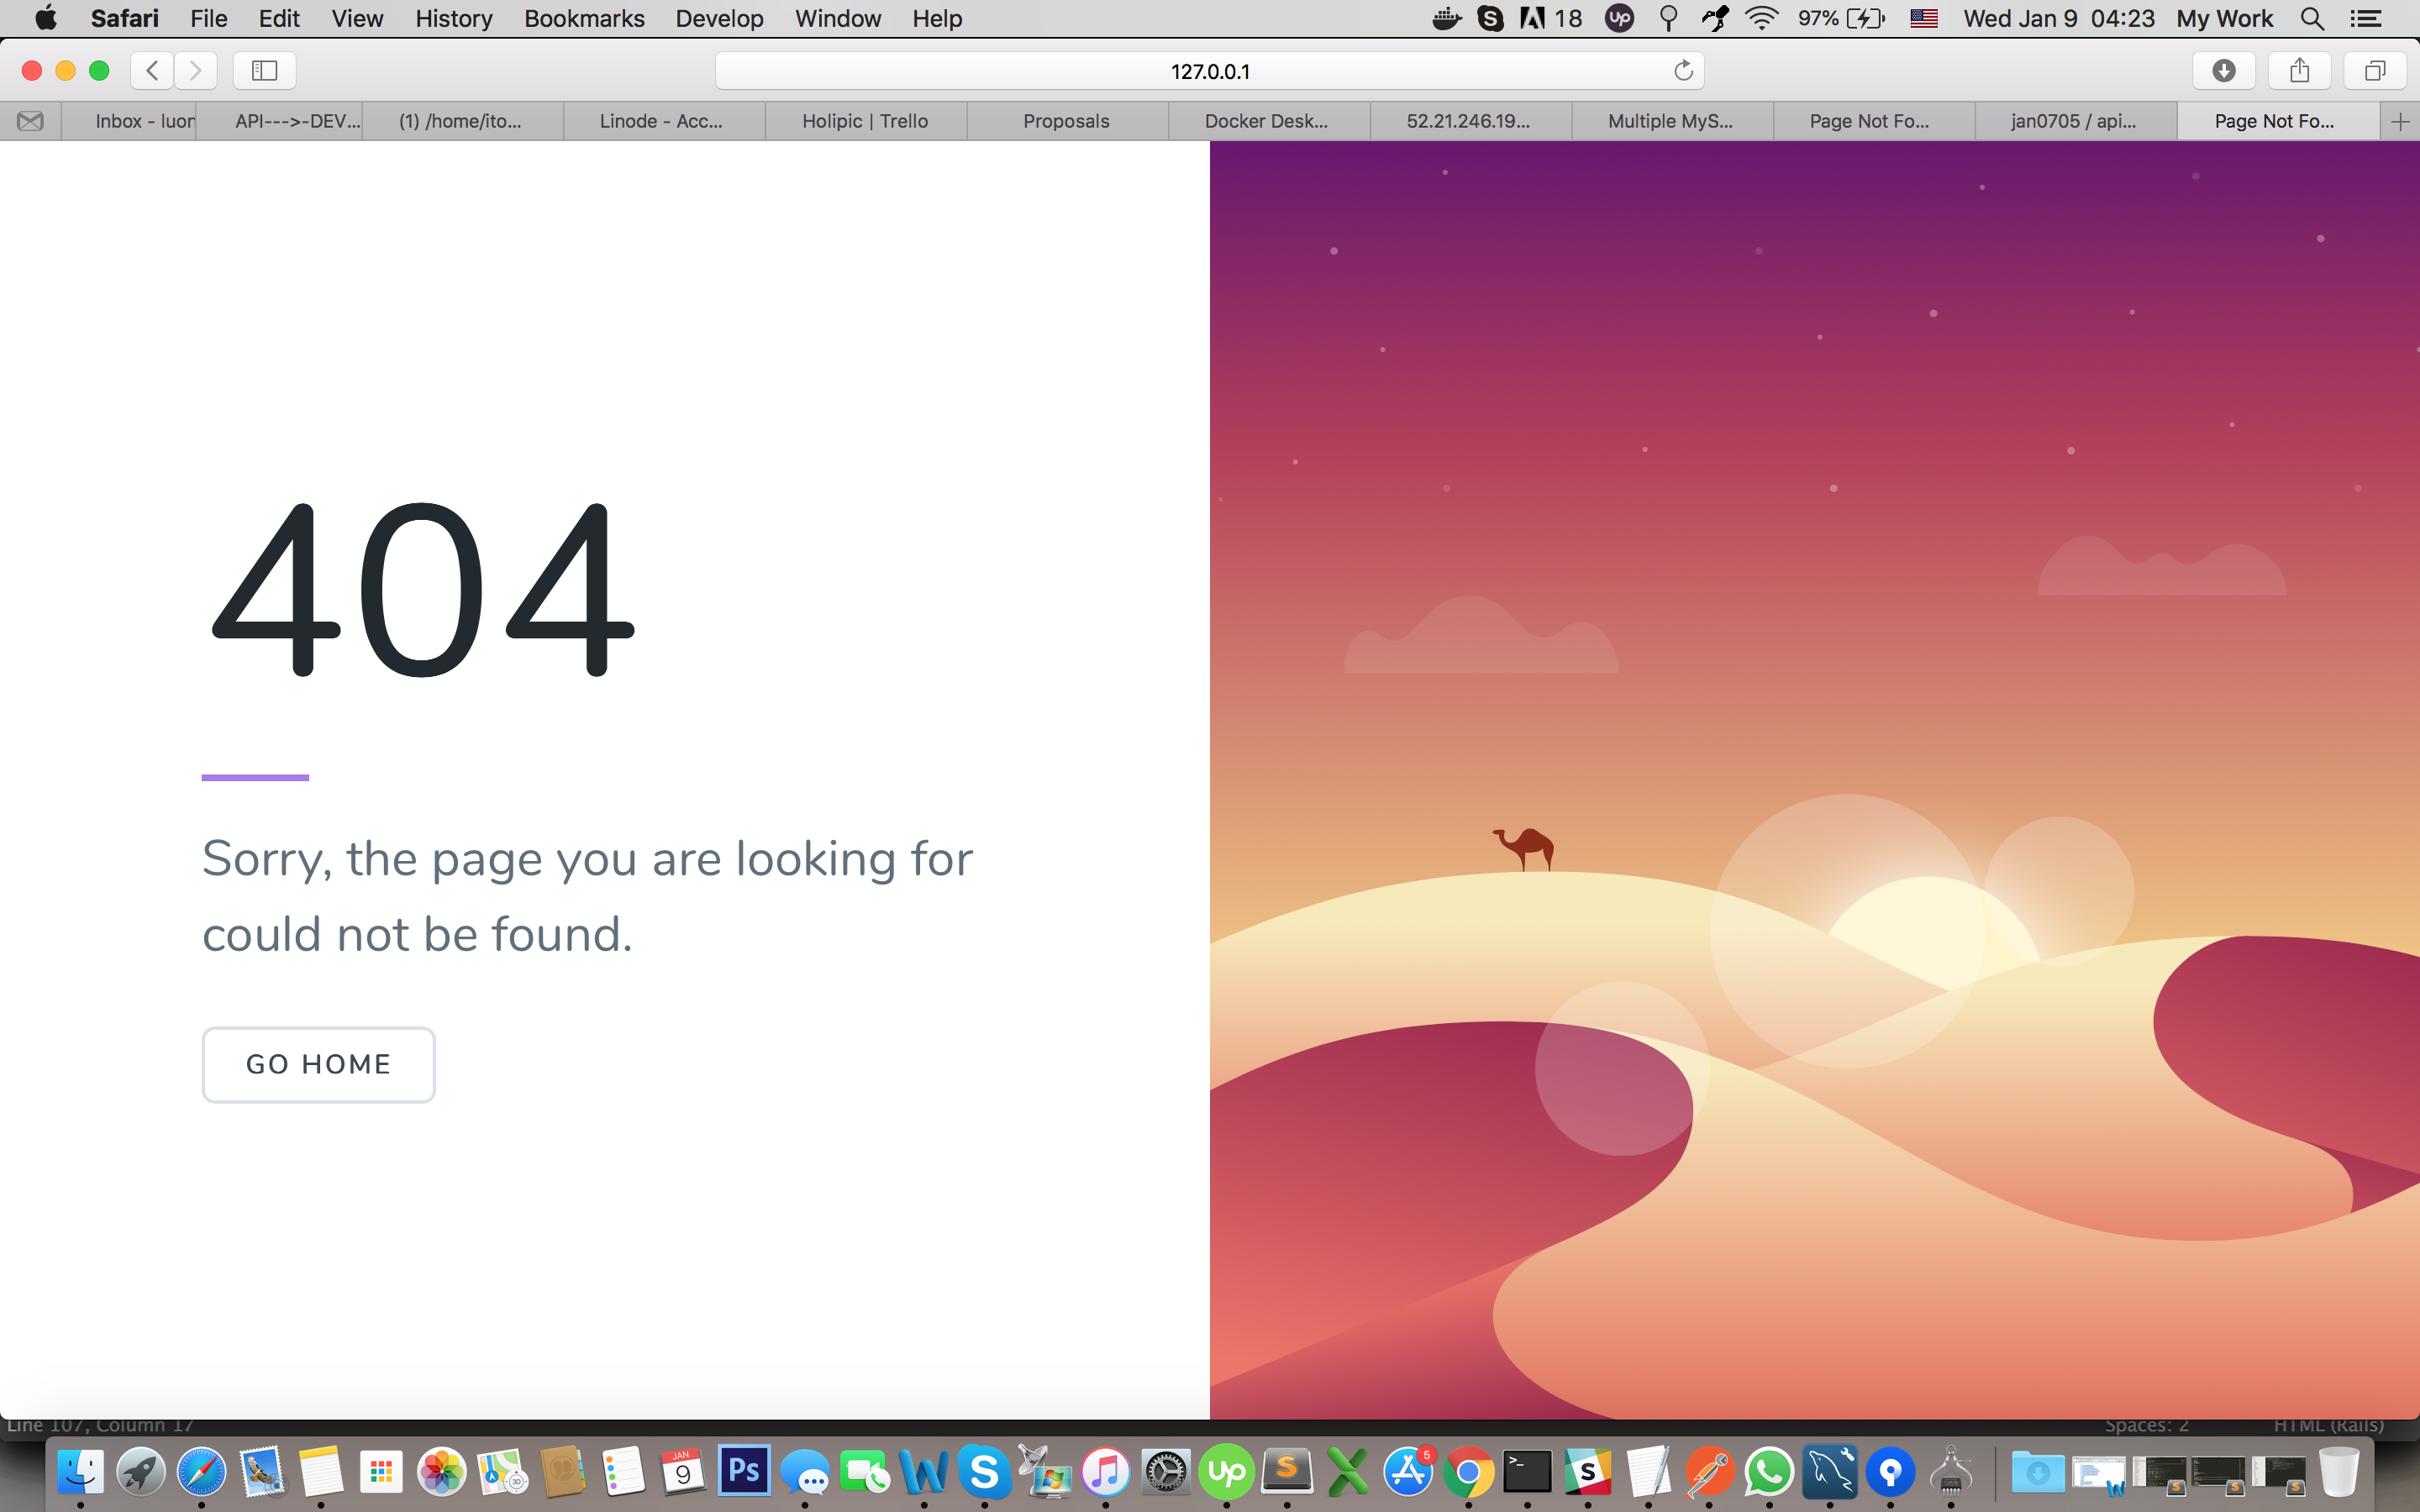 Safari File Edit View History Bookmarks Develop Window Help 18 97% Wed Jan 9 04:23 My Work
127.0.0.1
Inbox - luon API--->-DEV... (1) /home/ito... Linode - Acc... Holipic | Trello Proposals Docker Desk... 52.21.246.19... Multiple MyS... Page Not Fo... jan0705 / api... Page Not Fo...
404
Sorry, the page you are looking for
could not be found.
GO HOME
Line 107, Column 17 Spaces: 2 HTML (Rails)
JAN
9
Ps
5